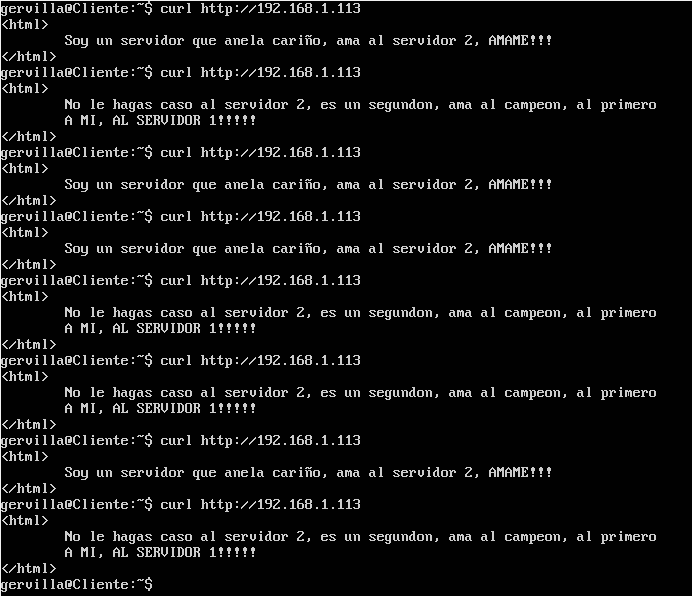 gervilla@Cliente:~$ curl http://192.168.1.113
<html>
        Soy un servidor que anela cariño, ama al servidor 2, AMAME!!!
</html>
gervilla@Cliente:~$ curl http://192.168.1.113
<html>
        No le hagas caso al servidor 2, es un segundon, ama al campeon, al primero
        A MI, AL SERVIDOR 1!!!!!
</html>
gervilla@Cliente:~$ curl http://192.168.1.113
<html>
        Soy un servidor que anela cariño, ama al servidor 2, AMAME!!!
</html>
gervilla@Cliente:~$ curl http://192.168.1.113
<html>
        Soy un servidor que anela cariño, ama al servidor 2, AMAME!!!
</html>
gervilla@Cliente:~$ curl http://192.168.1.113
<html>
        No le hagas caso al servidor 2, es un segundon, ama al campeon, al primero
        A MI, AL SERVIDOR 1!!!!!
</html>
gervilla@Cliente:~$ curl http://192.168.1.113
<html>
        No le hagas caso al servidor 2, es un segundon, ama al campeon, al primero
        A MI, AL SERVIDOR 1!!!!!
</html>
gervilla@Cliente:~$ curl http://192.168.1.113
<html>
        Soy un servidor que anela cariño, ama al servidor 2, AMAME!!!
</html>
gervilla@Cliente:~$ curl http://192.168.1.113
<html>
        No le hagas caso al servidor 2, es un segundon, ama al campeon, al primero
        A MI, AL SERVIDOR 1!!!!!
</html>
gervilla@Cliente:~$